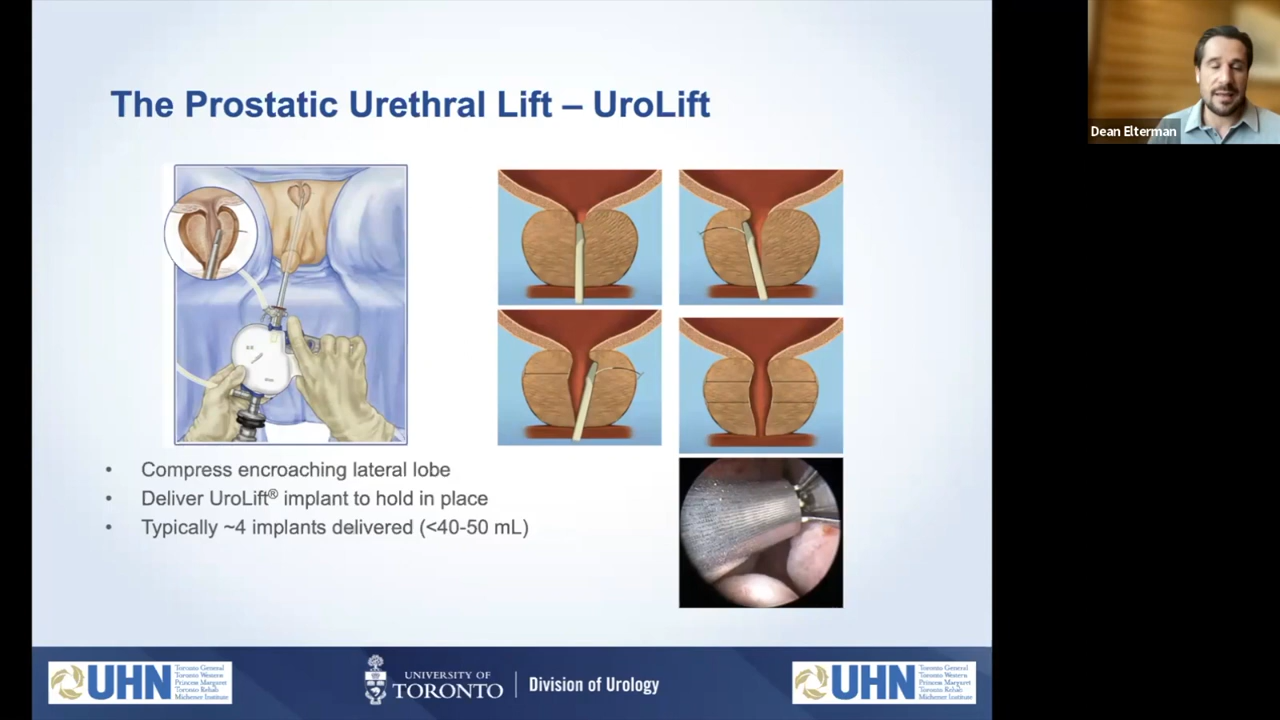 The Prostatic Urethral Lift – UroLift
Dean Elterman
• Compress encroaching lateral lobe
• Deliver UroLift® implant to hold in place
• Typically ~4 implants delivered (<40-50 mL)
UHN
Toronto General
Toronto Western
Princess Margaret
Toronto Rehab
Michener Institute
UNIVERSITY OF
TORONTO
Division of Urology
UHN
Toronto General
Toronto Western
Princess Margaret
Toronto Rehab
Michener Institute